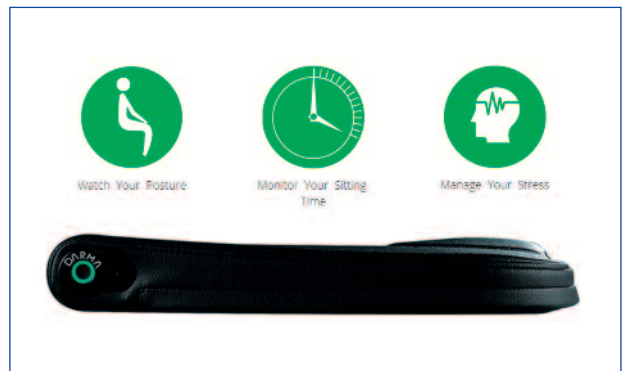 Watch Your Posture
Monitor Your Sitting
Time
Manage Your Stress
DARMA